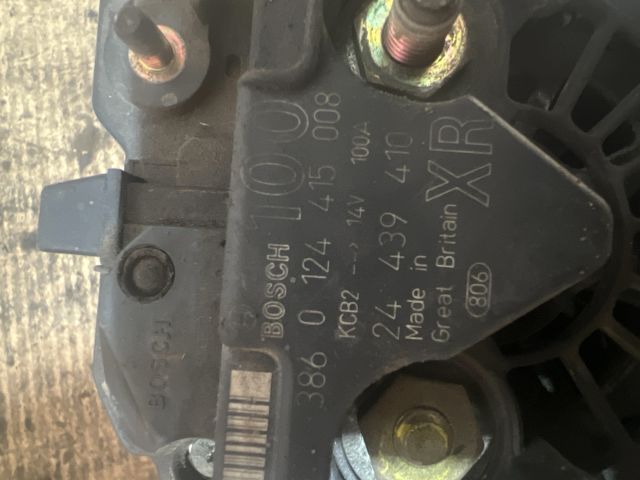 BOSCH 100
386 0 124 415 008
KCB2 --> 14V 100A
24 439 410
Made in
Great Britain XR
806
BOSCH